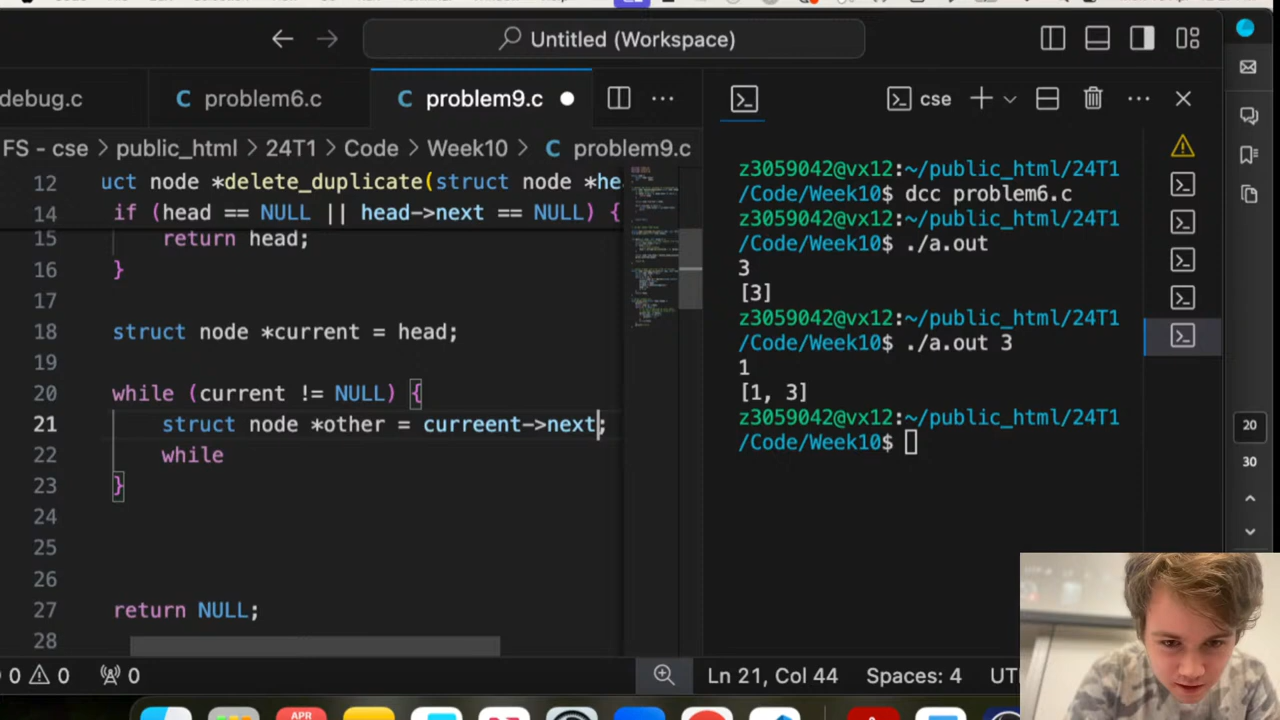 Untitled (Workspace)
debug.c
problem6.c
problem9.c
cse
FS - cse > public_html > 24T1 > Code > Week10 > C problem9.c
12 uct node *delete_duplicate(struct node *he
14 if (head == NULL || head->next == NULL) {
15 return head;
16 }
17
18 struct node *current = head;
19
20 while (current != NULL) {
21 struct node *other = curreent->next;
22 while
23 }
24
25
26
27 return NULL;
28
z3059042@vx12:~/public_html/24T1
/Code/Week10$ dcc problem6.c
z3059042@vx12:~/public_html/24T1
/Code/Week10$ ./a.out
3
[3]
z3059042@vx12:~/public_html/24T1
/Code/Week10$ ./a.out 3
1
[1, 3]
z3059042@vx12:~/public_html/24T1
/Code/Week10$
20
30
0 0 0
Ln 21, Col 44
Spaces: 4
UT
APR